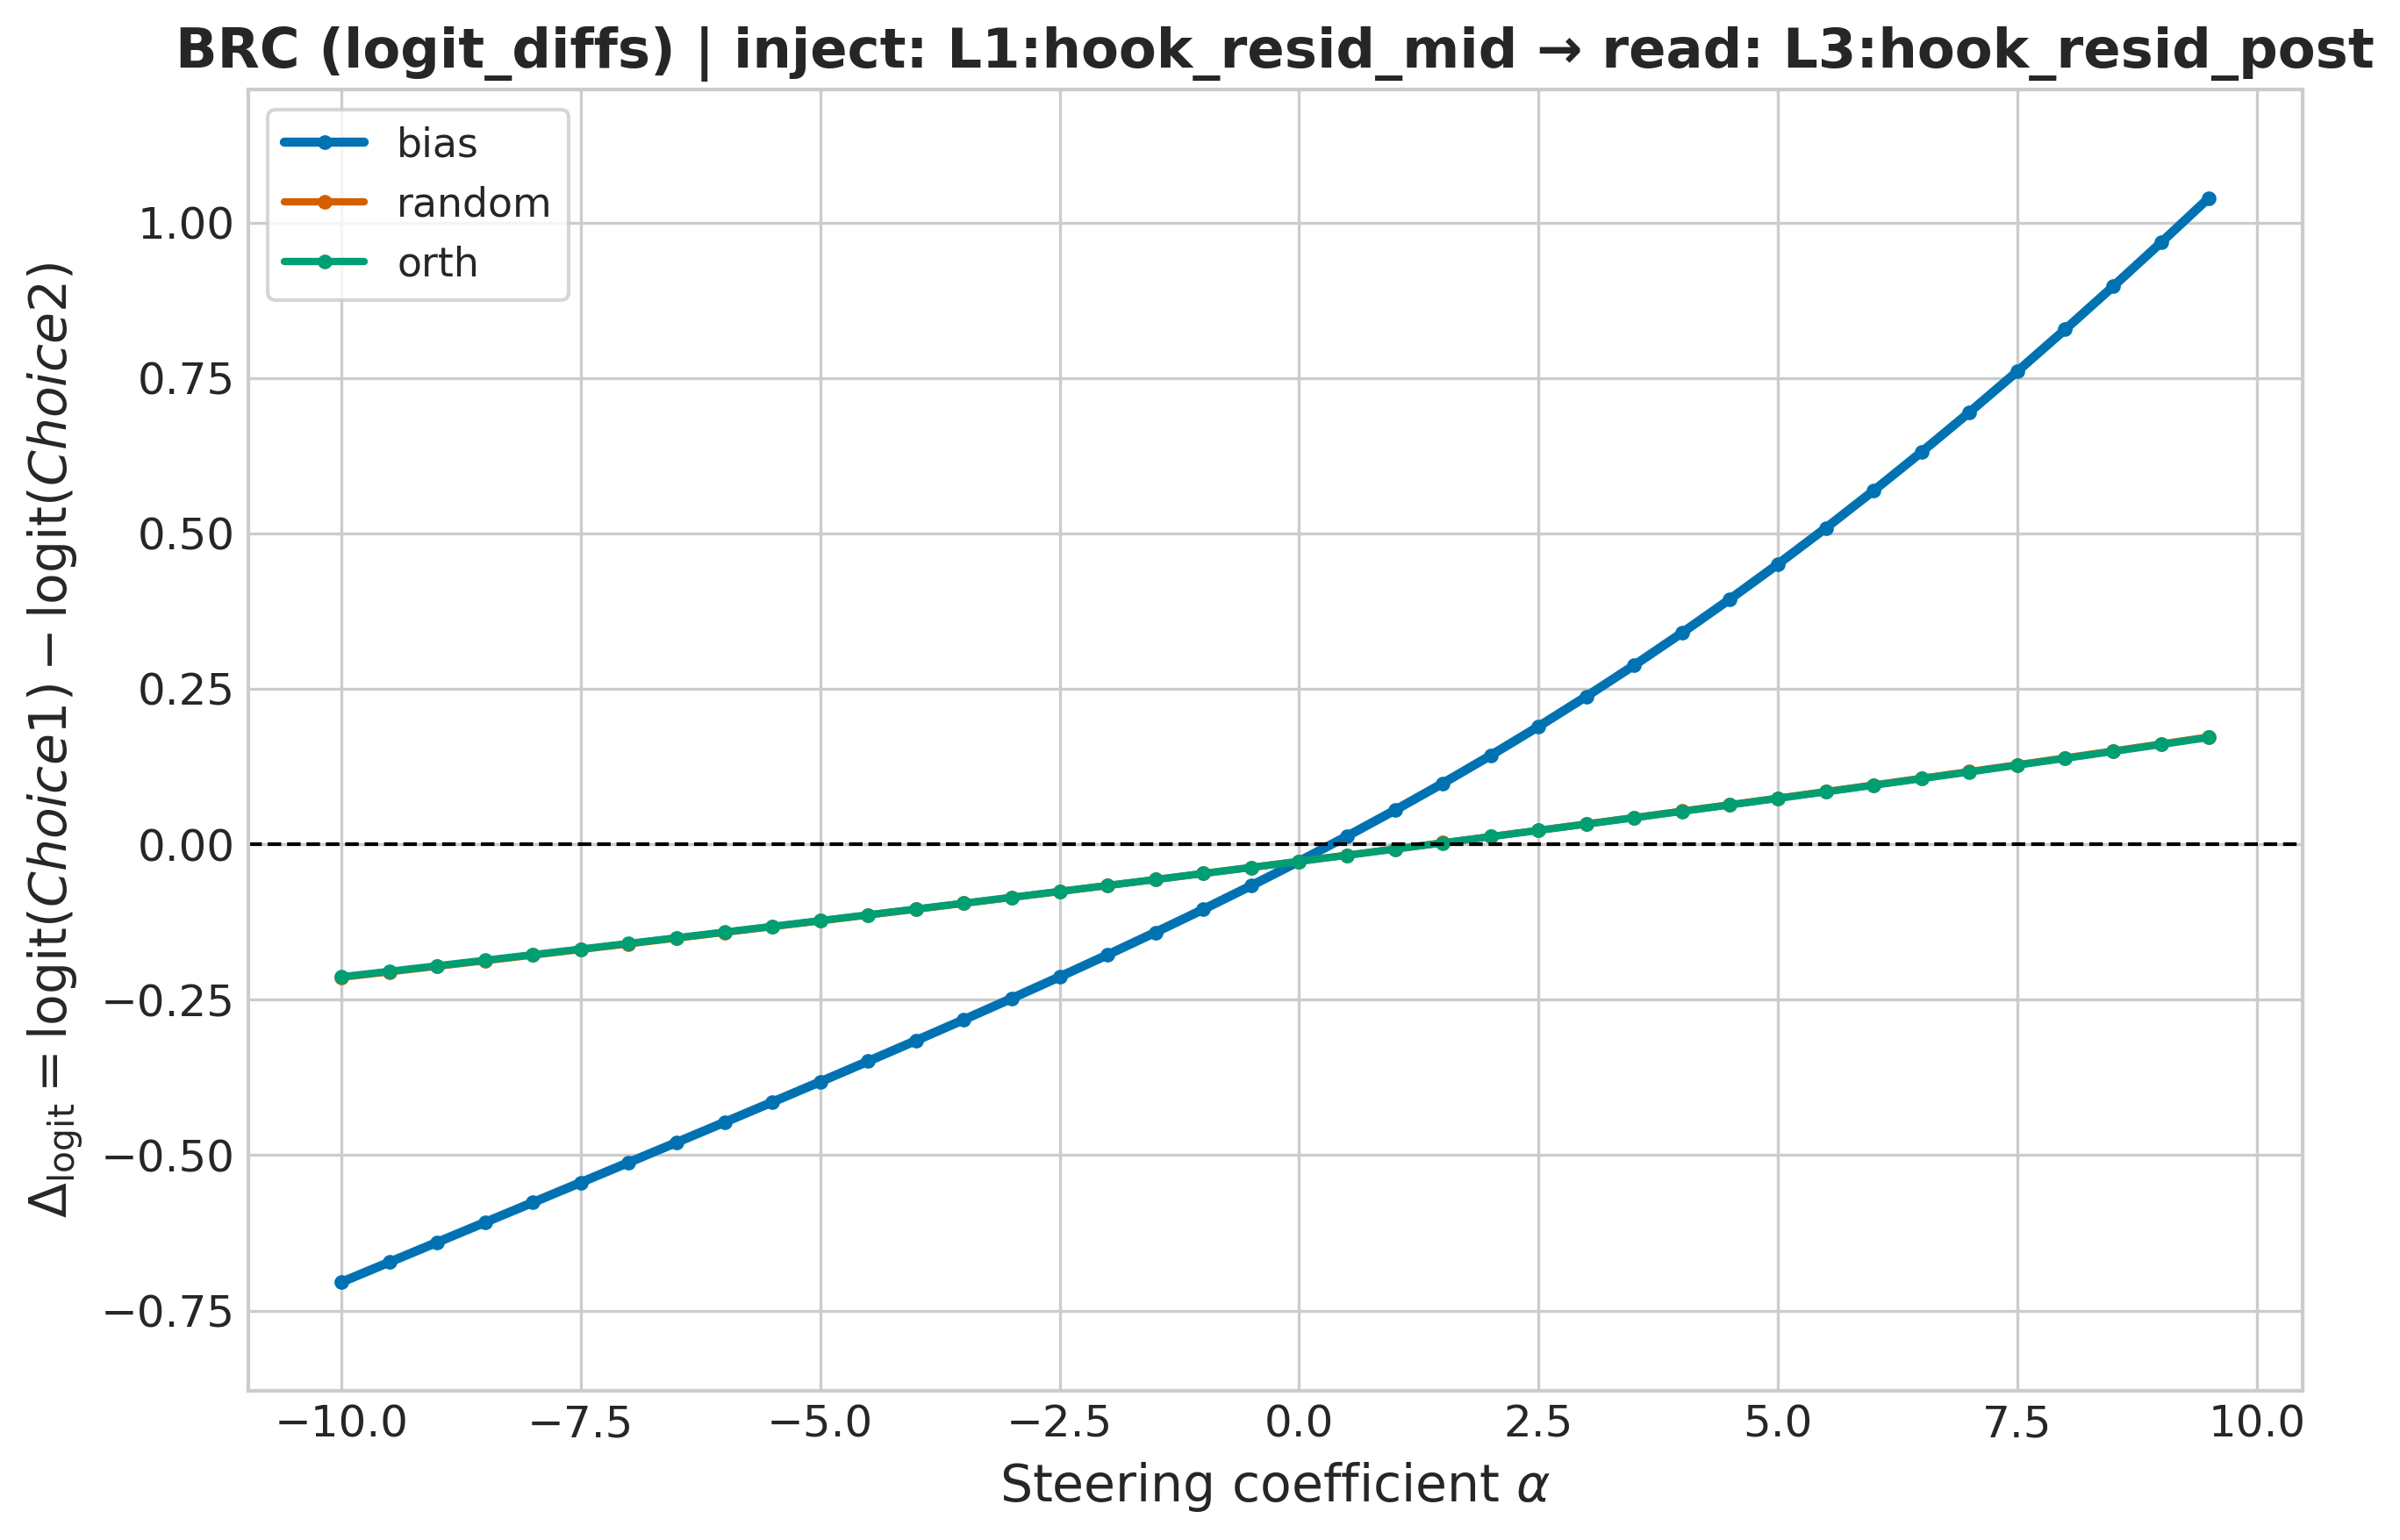 BRC (logit_diffs) | inject: L1:hook_resid_mid → read: L3:hook_resid_post
bias
random
orth
Δlogit = logit(Choice1) − logit(Choice2)
1.00
0.75
0.50
0.25
0.00
−0.25
−0.50
−0.75
−10.0 −7.5 −5.0 −2.5 0.0 2.5 5.0 7.5 10.0
Steering coefficient α